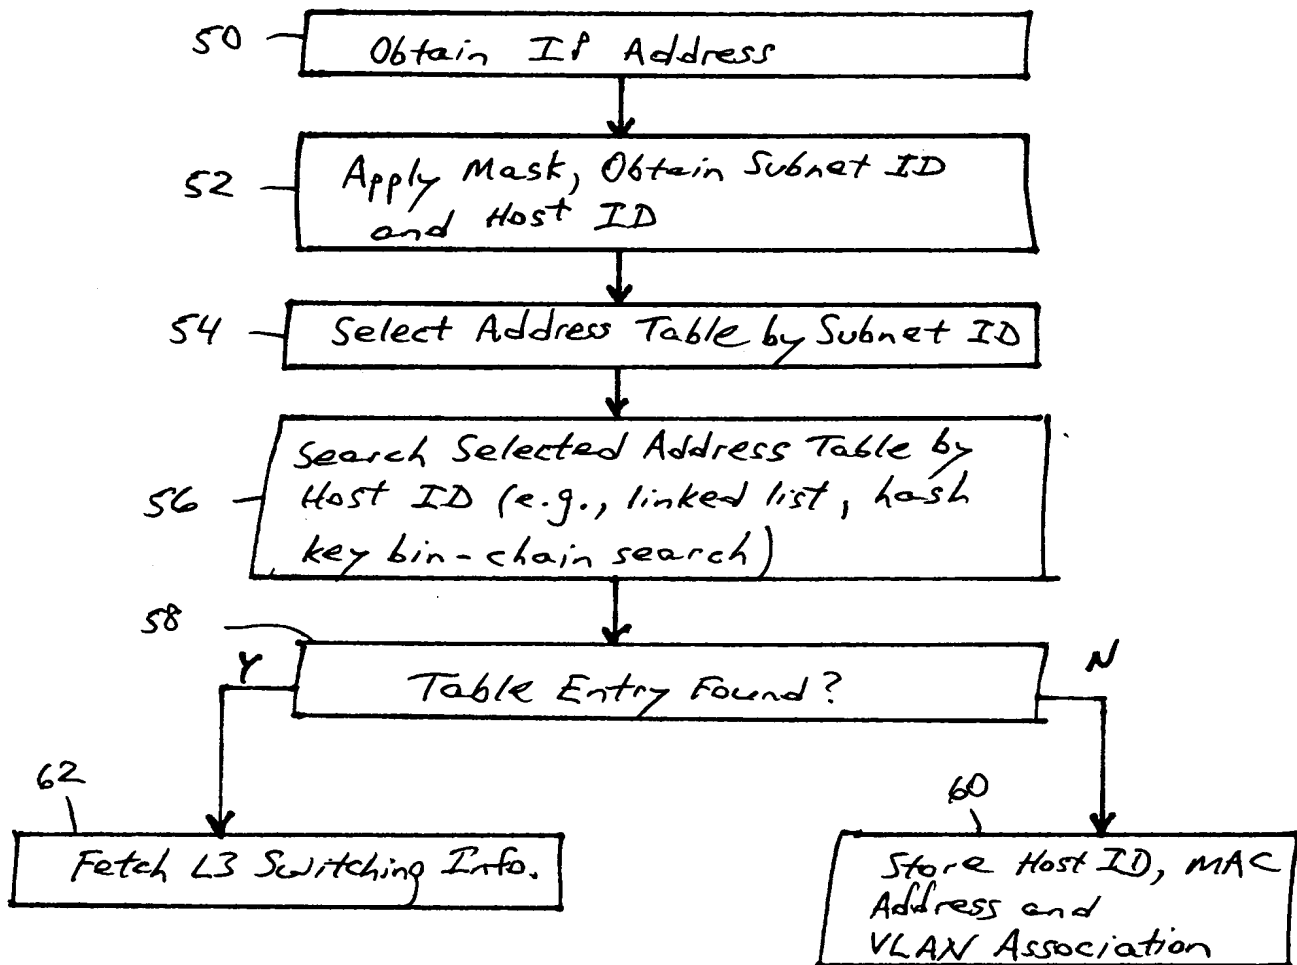 50
Obtain IP Address
52
Apply Mask, Obtain Subnet ID
and Host ID
54
Select Address Table by Subnet ID
56
Search Selected Address Table by
Host ID (e.g., linked list, hash
key bin-chain search)
58
Y
N
Table Entry Found?
62
60
Fetch L3 Switching Info.
Store Host ID, MAC
Address and
VLAN Association